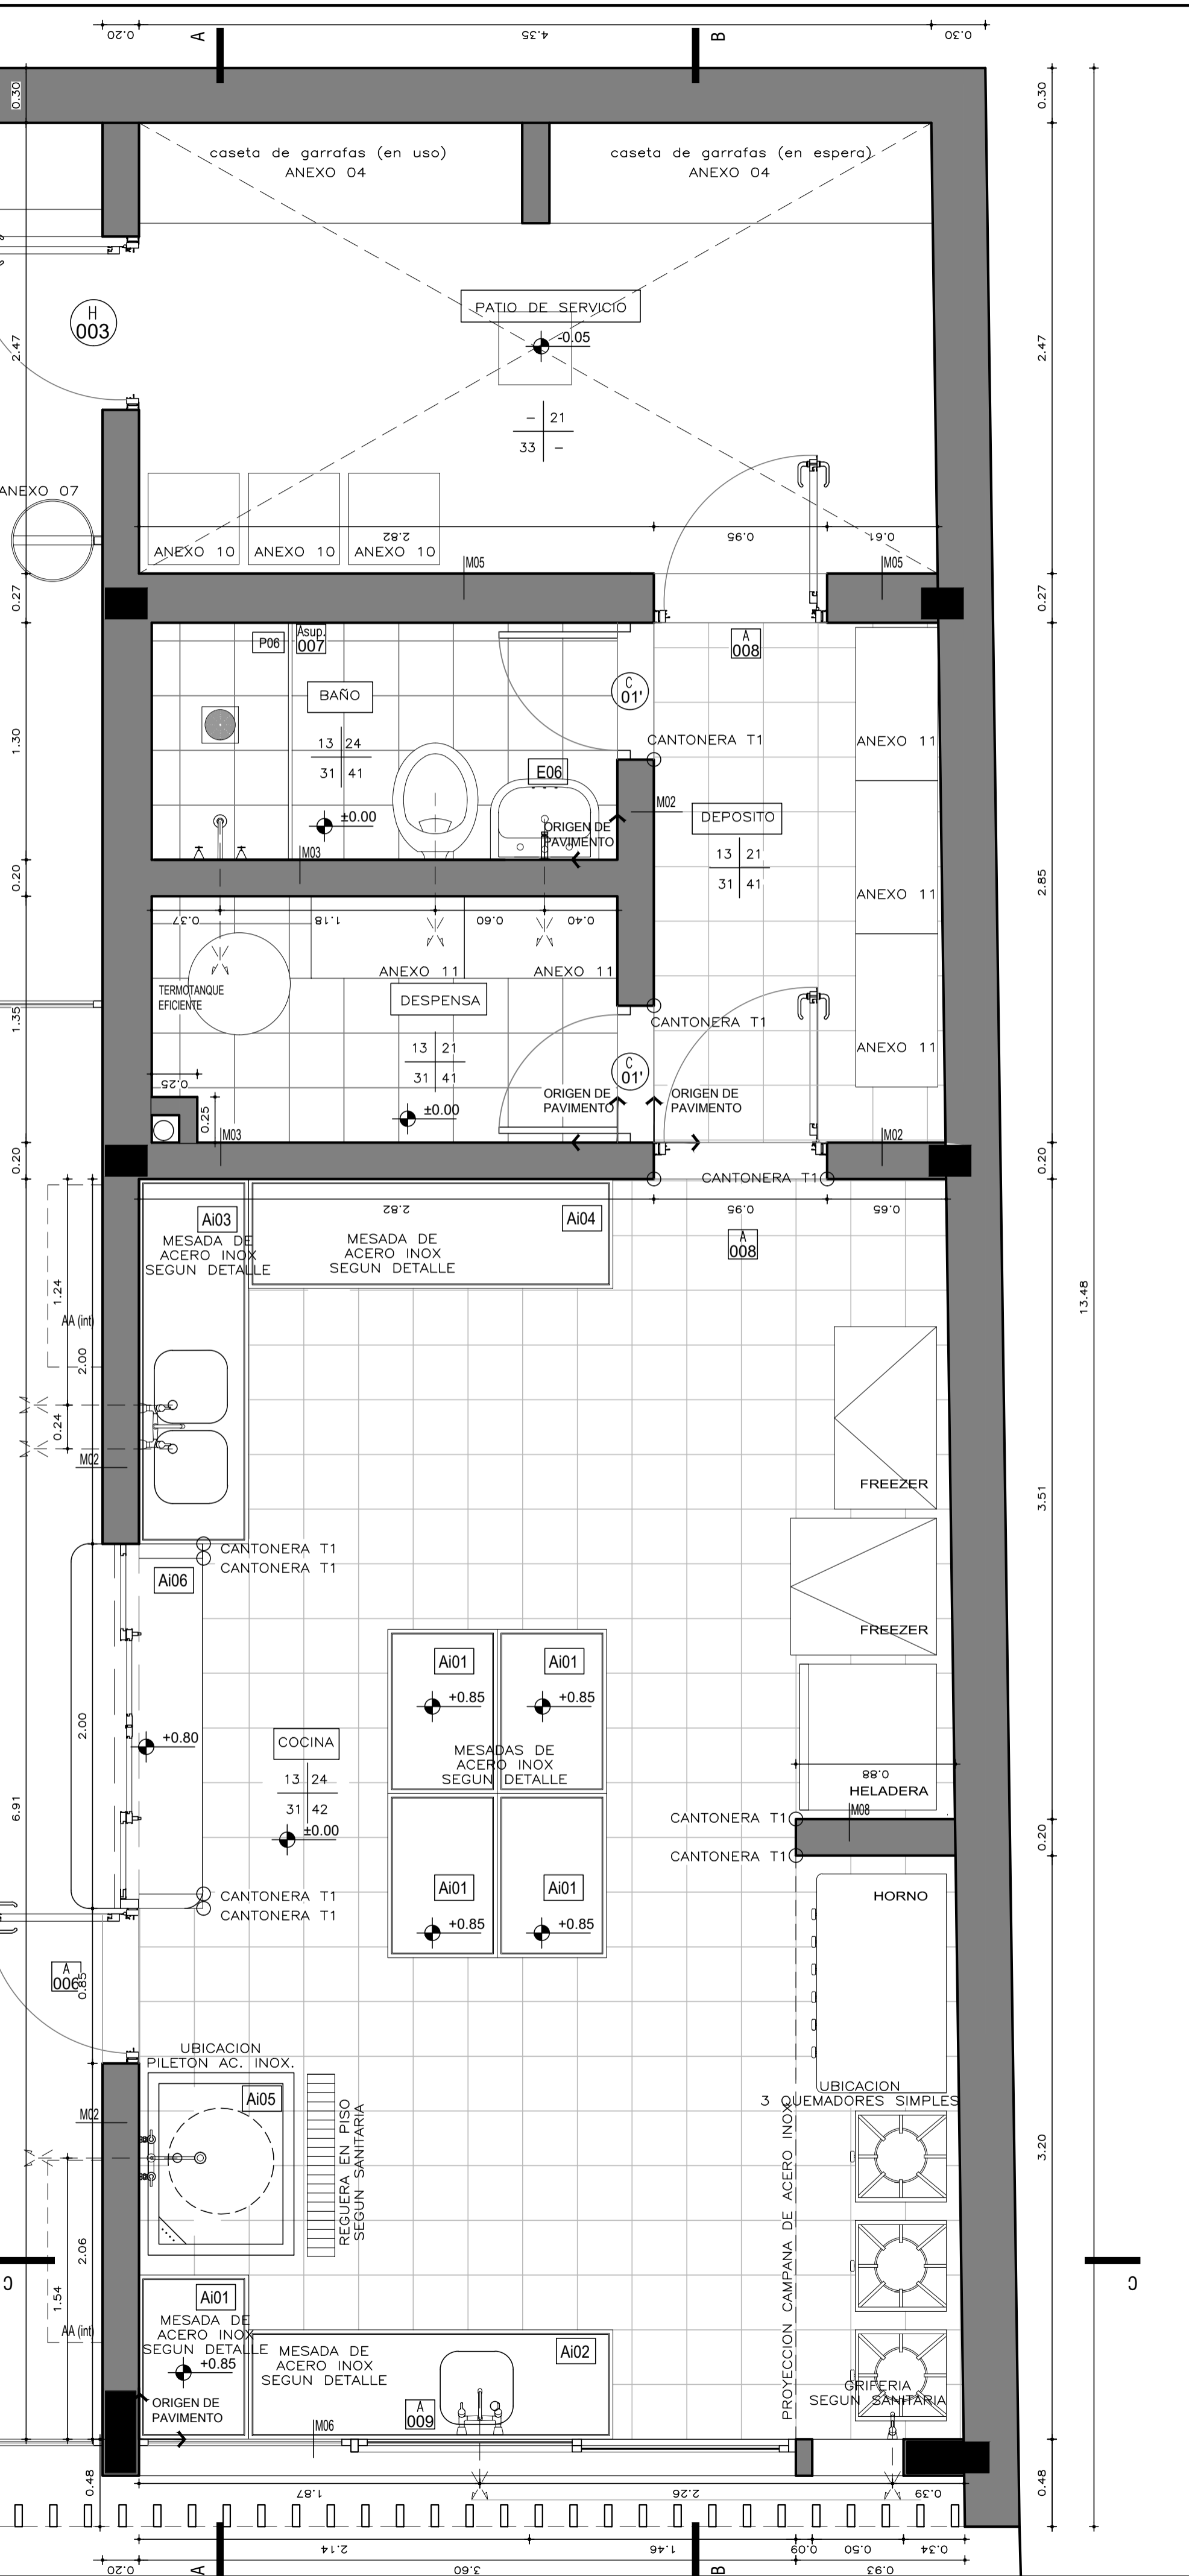 0.20
A
4.35
B
0.30
0.30
0.30
caseta de garrafas (en uso)
ANEXO 04
caseta de garrafas (en espera)
ANEXO 04
H
003
PATIO DE SERVICIO
-0.05
- 21
33 -
2.47
2.47
ANEXO 07
ANEXO 10
ANEXO 10
ANEXO 10
2.82
0.95
0.61
M05
M05
0.27
0.27
P06
Asup.
007
A
008
BAÑO
C
01'
13 24
31 41
1.30
CANTONERA T1
ANEXO 11
E06
M02
±0.00
ORIGEN DE
PAVIMENTO
DEPOSITO
13 21
31 41
M03
0.20
2.85
ANEXO 11
0.37
1.18
0.60
0.40
ANEXO 11
ANEXO 11
TERMOTANQUE
EFICIENTE
DESPENSA
1.35
CANTONERA T1
13 21
31 41
ANEXO 11
C
01'
0.25
0.25
±0.00
ORIGEN DE
PAVIMENTO
ORIGEN DE
PAVIMENTO
M03
M02
0.20
0.20
CANTONERA T1
2.82
0.95
0.65
Ai03
MESADA DE
ACERO INOX
SEGUN DETALLE
Ai04
MESADA DE
ACERO INOX
SEGUN DETALLE
A
008
1.24
AA (int)
2.00
13.48
0.24
M02
FREEZER
3.51
CANTONERA T1
CANTONERA T1
Ai06
FREEZER
Ai01
+0.85
Ai01
+0.85
2.00
+0.80
COCINA
13 24
31 42
±0.00
MESADAS DE
ACERO INOX
SEGUN DETALLE
0.88
HELADERA
M08
6.91
CANTONERA T1
0.20
CANTONERA T1
Ai01
+0.85
Ai01
+0.85
HORNO
CANTONERA T1
CANTONERA T1
A
006
0.85
UBICACION
PILETON AC. INOX.
Ai05
UBICACION
3 QUEMADORES SIMPLES
M02
REGUERA EN PISO
SEGUN SANITARIA
PROYECCION CAMPANA DE ACERO INOX
3.20
2.06
C
C
1.54
AA (int)
Ai01
MESADA DE
ACERO INOX
SEGUN DETALLE
+0.85
MESADA DE
ACERO INOX
SEGUN DETALLE
Ai02
GRIFERIA
SEGUN SANITARIA
ORIGEN DE
PAVIMENTO
A
009
M06
0.48
0.48
1.87
2.26
0.39
2.14
1.46
0.09
0.50
0.34
0.20
A
3.60
B
0.93